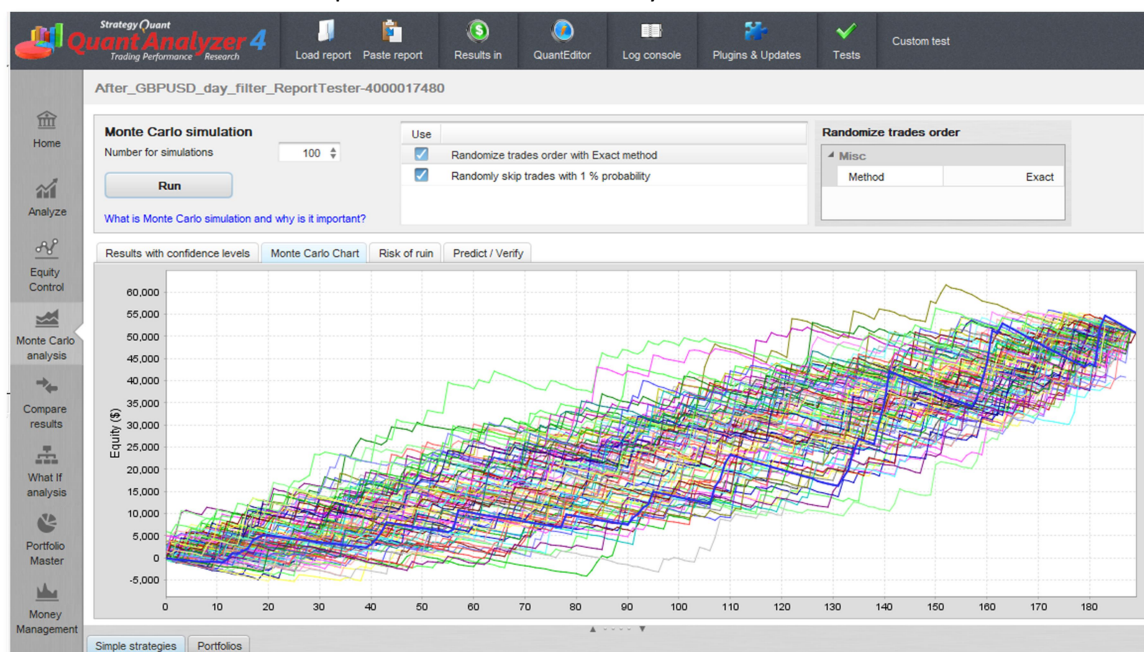 Strategy Quant
QuantAnalyzer 4
Trading Performance Research
Load report
Paste report
Results in
QuantEditor
Log console
Plugins & Updates
Tests
Custom test
After_GBPUSD_day_filter_ReportTester-4000017480
Home
Analyze
Equity
Control
Monte Carlo
analysis
Compare
results
What If
analysis
Portfolio
Master
Money
Management
Monte Carlo simulation
Number for simulations
100
Run
What is Monte Carlo simulation and why is it important?
Use
Randomize trades order with Exact method
Randomly skip trades with 1 % probability
Randomize trades order
Misc
Method Exact
Results with confidence levels
Monte Carlo Chart
Risk of ruin
Predict / Verify
Equity ($)
60,000
55,000
50,000
45,000
40,000
35,000
30,000
25,000
20,000
15,000
10,000
5,000
0
-5,000
0 10 20 30 40 50 60 70 80 90 100 110 120 130 140 150 160 170 180
Simple strategies
Portfolios